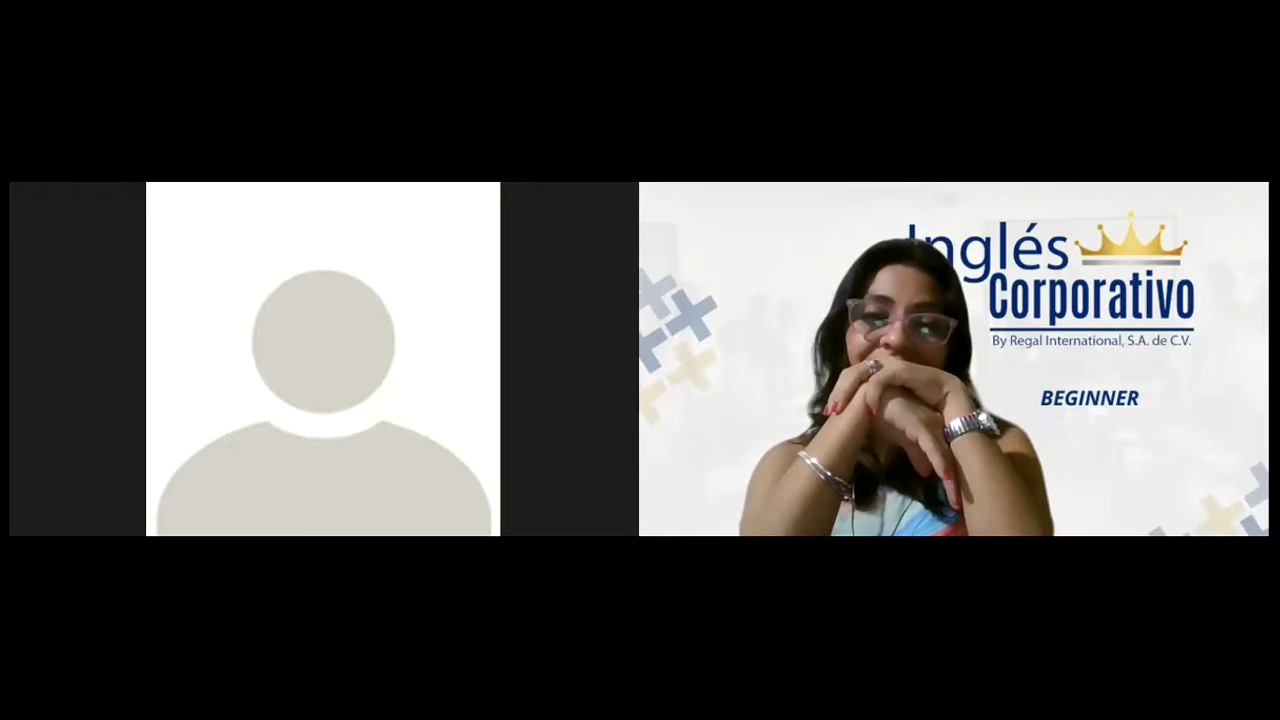 Inglés
Corporativo
By Regal International, S.A. de C.V.
BEGINNER